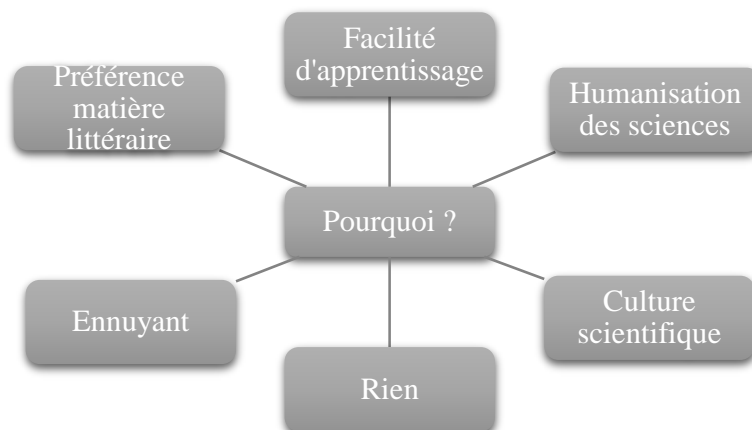 Facilité
d'apprentissage
Préférence
matière
littéraire
Humanisation
des sciences
Pourquoi ?
Ennuyant
Culture
scientifique
Rien